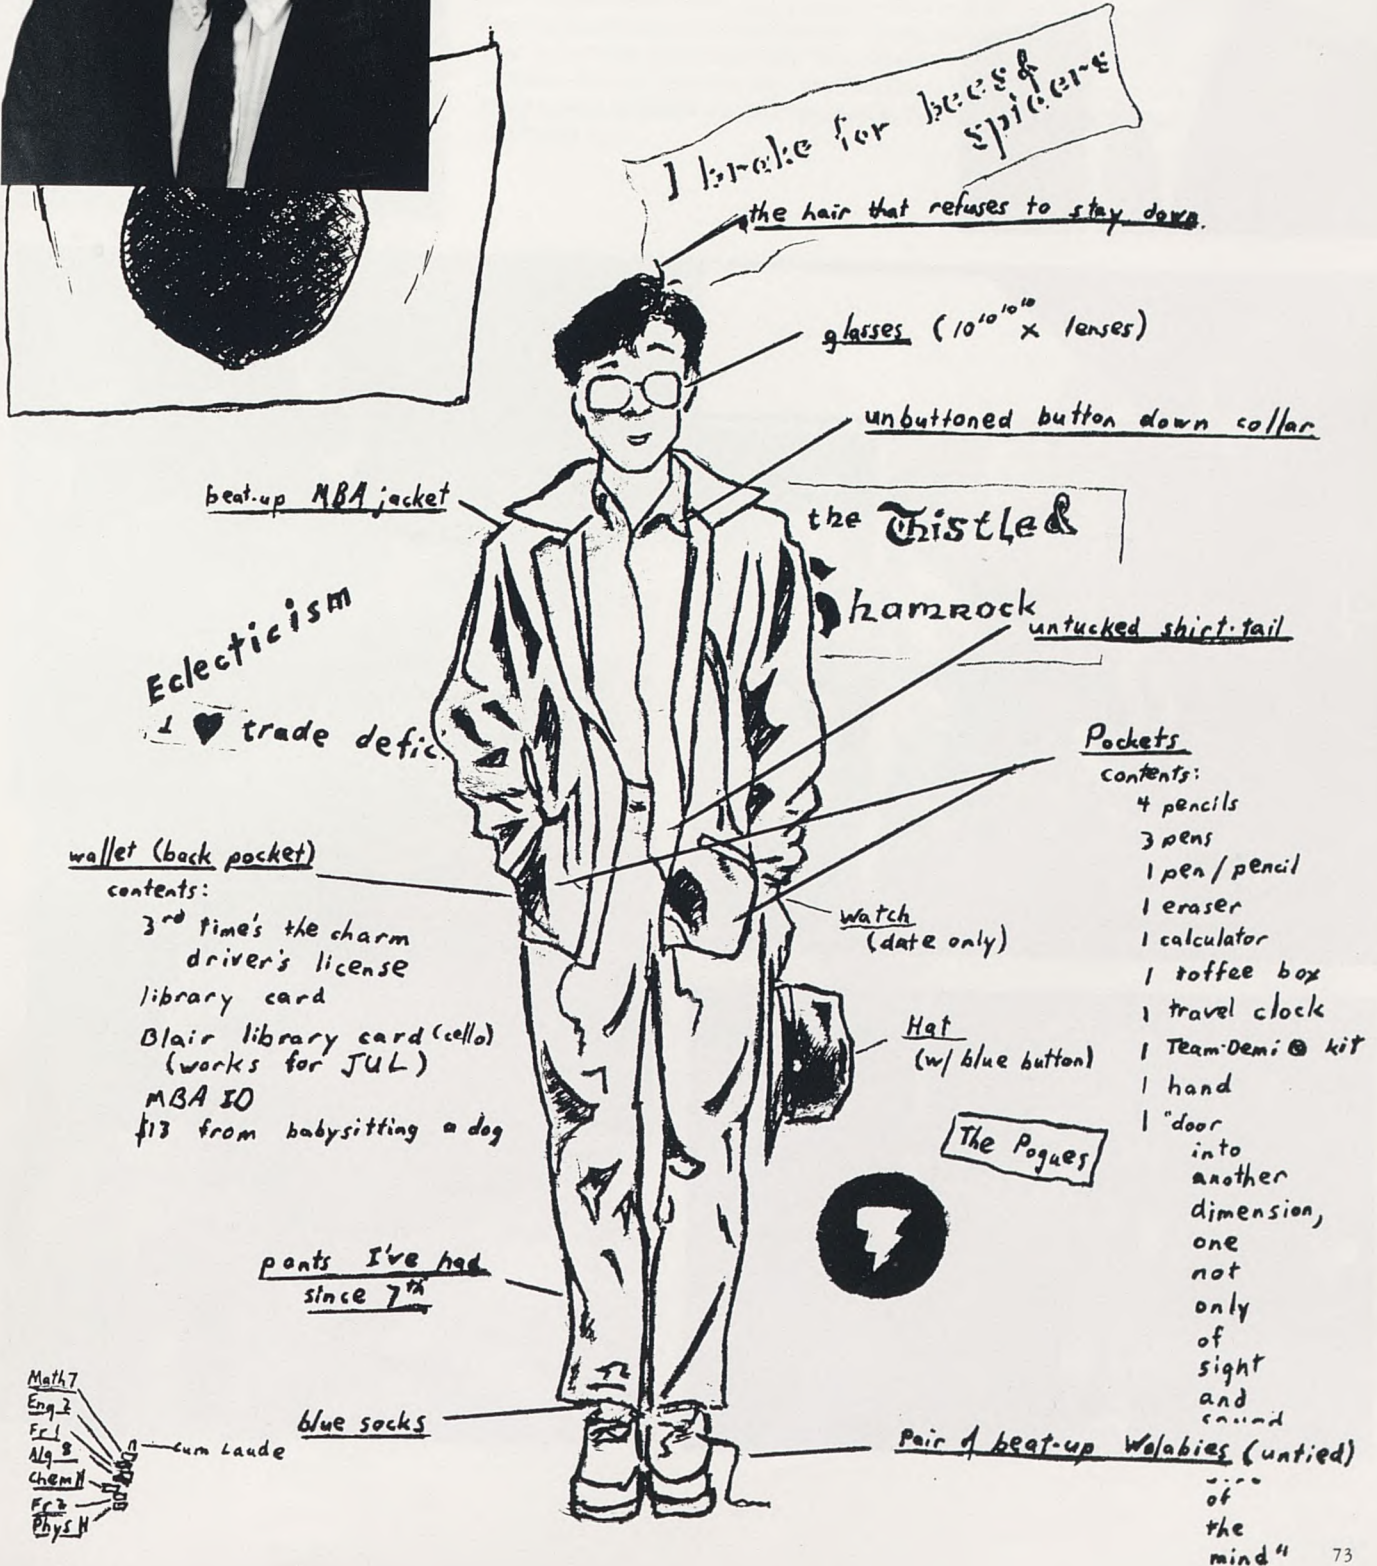 I brake for bees &
spicers
the hair that refuses to stay down.
glasses (10^10^10^10 x lenses)
unbuttoned button down collar
beat-up MBA jacket
the Thistle &
Shamrock
untucked shirt-tail
Eclecticism
I ♥ trade defic
Pockets
contents:
4 pencils
3 pens
1 pen/pencil
1 eraser
1 calculator
1 toffee box
1 travel clock
1 Team-Demi kit
1 hand
1 "door
into
another
dimension,
one
not
only
of
sight
and
sound
of
the
mind"
wallet (back pocket)
contents:
3rd time's the charm
driver's license
library card
Blair library card (cello)
(works for JUL)
MBA ID
$13 from babysitting a dog
watch
(date only)
Hat
(w/ blue button)
The Pogues
pants I've had
since 7th
blue socks
Pair of beat-up Wolabies (untied)
Math 7
Eng 7
Fr 1
Alg 8
Chem H
Fr 2
Phys H
cum Laude
73